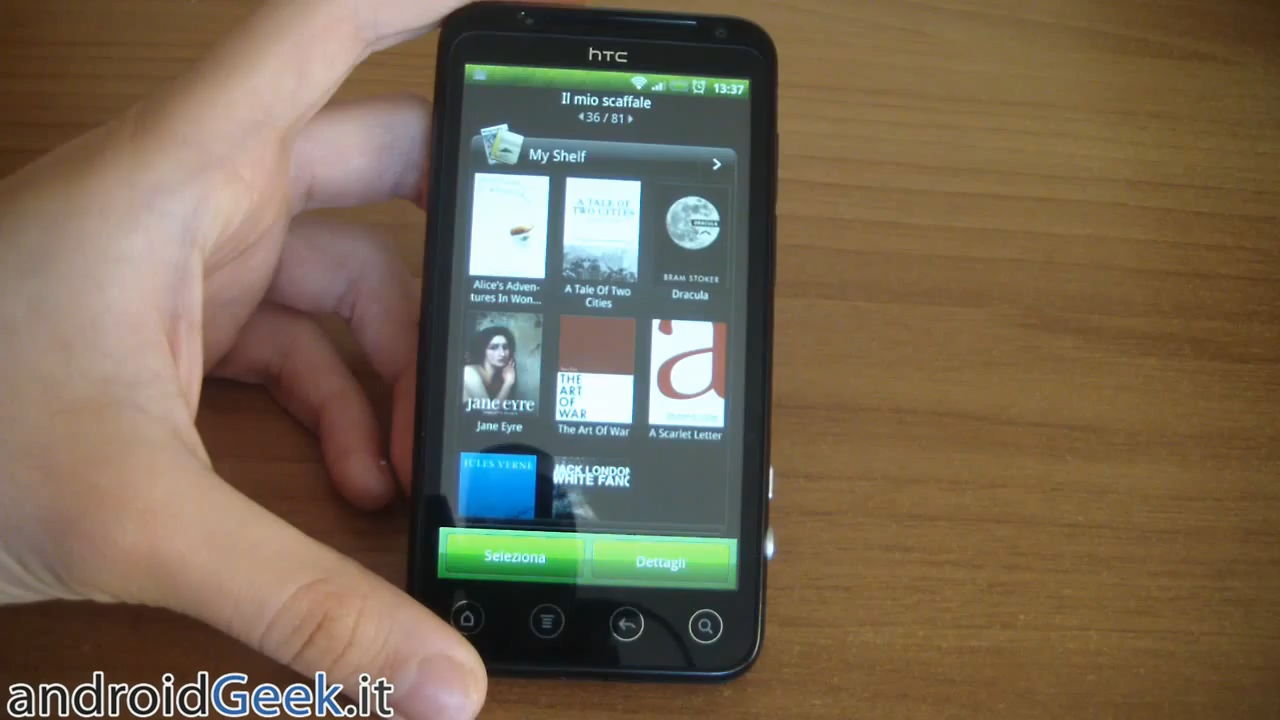 hTC
13:37
Il mio scaffale
36 / 81
My Shelf
A TALE OF
TWO CITIES
DRACULA
BRAM STOKER
Alice's Adven-
tures In Won...
A Tale Of Two
Cities
Dracula
Jane eyre
THE
ART
OF
WAR
a
Jane Eyre
The Art Of War
A Scarlet Letter
JULES VERNE
JACK LONDON
WHITE FANG
Seleziona
Dettagli
androidGeek.it